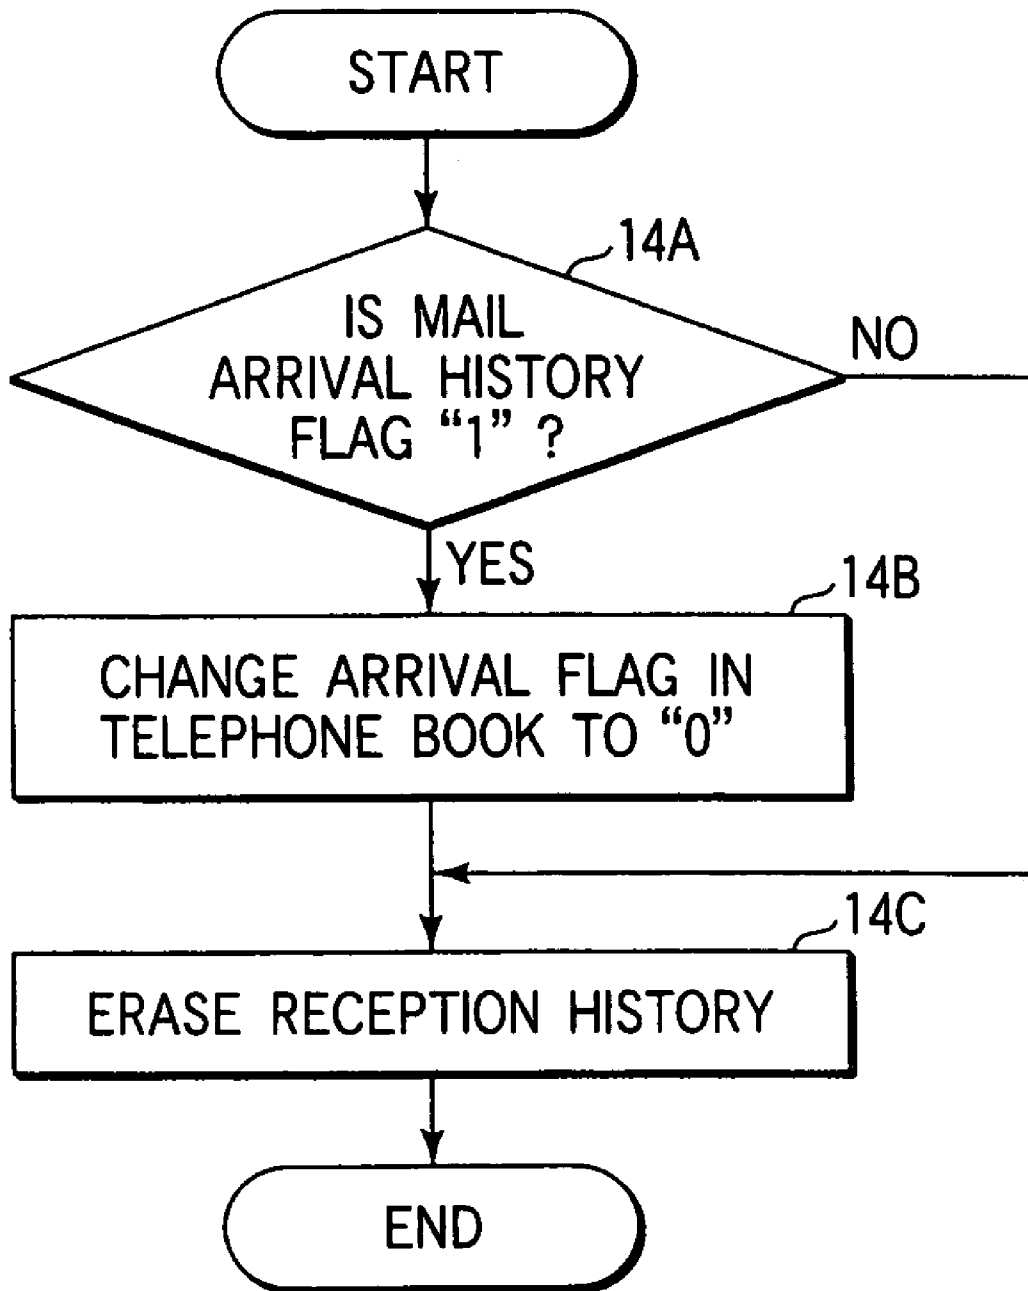 START
14A
IS MAIL
ARRIVAL HISTORY
FLAG “1” ?
NO
YES
14B
CHANGE ARRIVAL FLAG IN
TELEPHONE BOOK TO “0”
14C
ERASE RECEPTION HISTORY
END